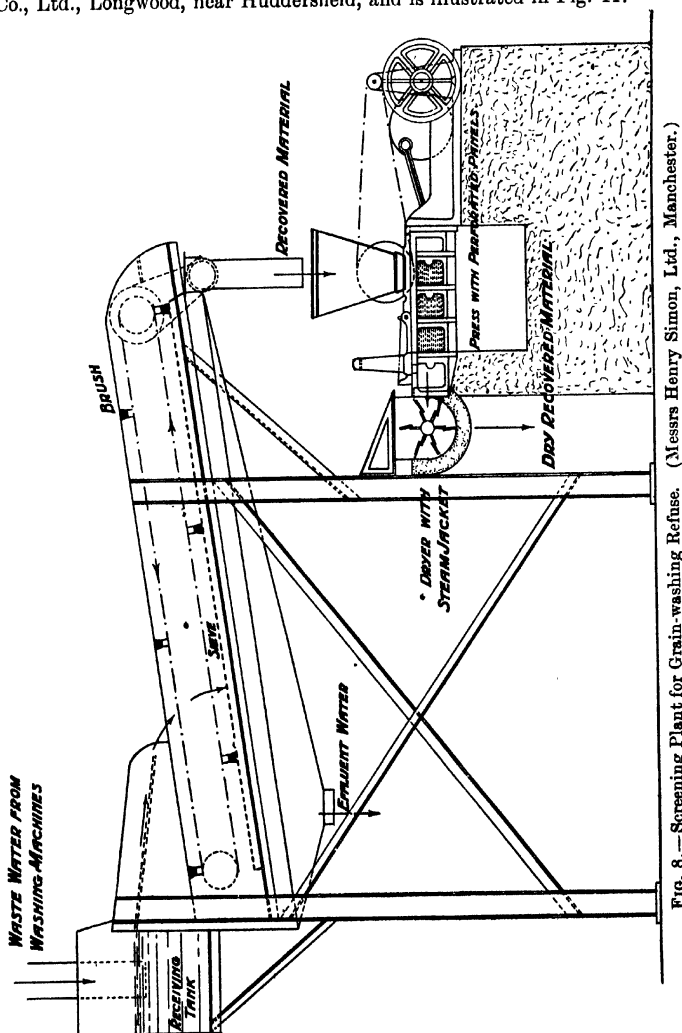 Co., Ltd., Longwood, near Huddersfield, and is illustrated in Fig. 11.
WASTE WATER FROM
WASHING MACHINES
RECEIVING
TANK
BRUSH
SIEVE
EFFLUENT WATER
RECOVERED MATERIAL
PRESS WITH PERFORATED PANELS
DRYER WITH
STEAM JACKET
DRY RECOVERED MATERIAL
FIG. 8.—Screening Plant for Grain-washing Refuse. (Messrs Henry Simon, Ltd., Manchester.)